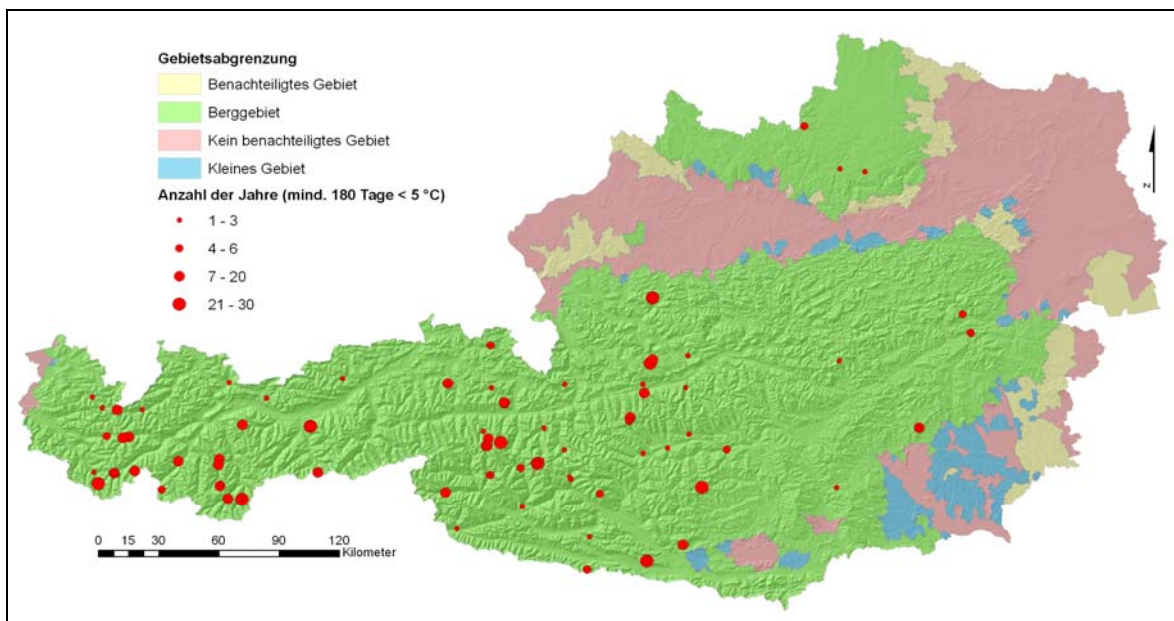 Gebietsabgrenzung
Benachteiligtes Gebiet
Berggebiet
Kein benachteiligtes Gebiet
Kleines Gebiet
Anzahl der Jahre (mind. 180 Tage < 5 °C)
1 - 3
4 - 6
7 - 20
21 - 30
N
0 15 30 60 90 120
Kilometer